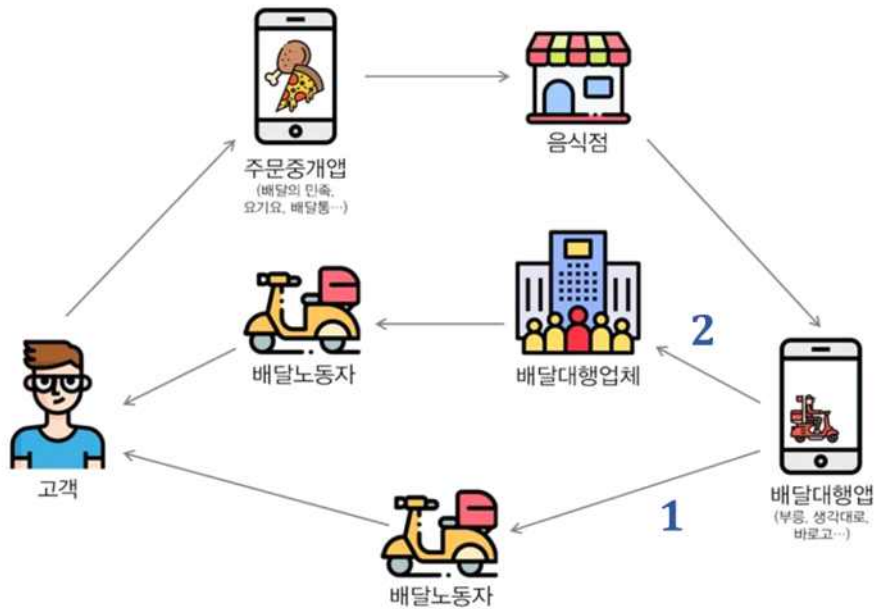 주문중개앱
(배달의 민족,
요기요, 배달통…)
음식점
배달노동자
배달대행업체
2
고객
배달대행앱
(부릉, 생각대로,
바로고…)
1
배달노동자